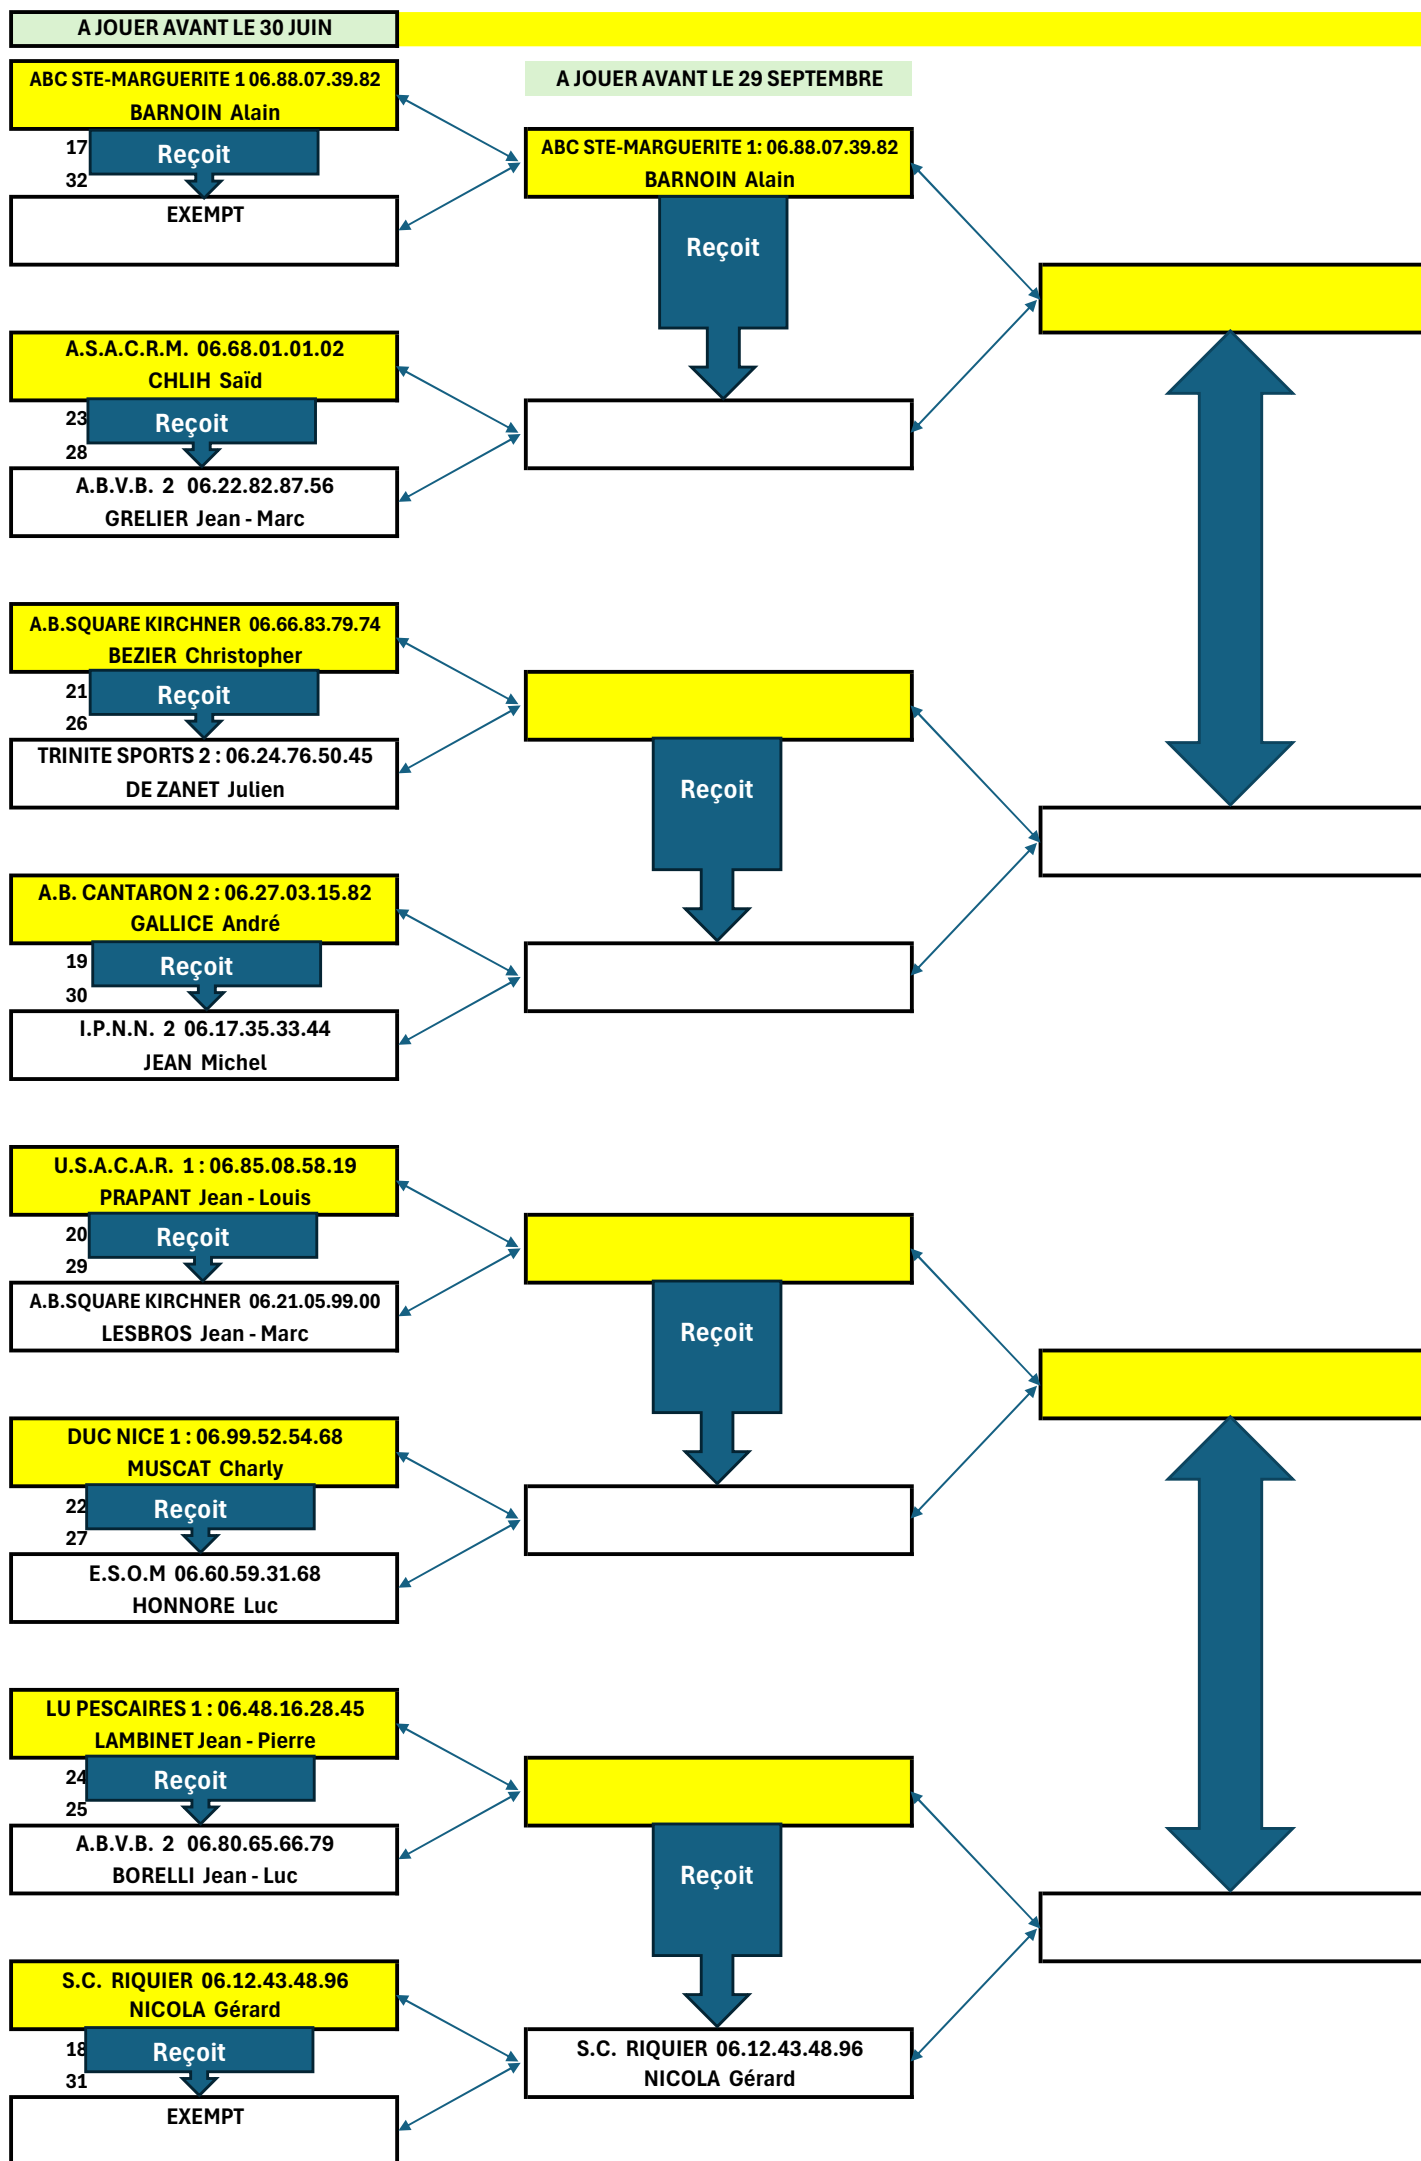 A JOUER AVANT LE 30 JUIN
ABC STE-MARGUERITE 1 06.88.07.39.82
BARNOIN Alain
17
Reçoit
32
EXEMPT
A.S.A.C.R.M. 06.68.01.01.02
CHLIH Saïd
23
Reçoit
28
A.B.V.B. 2 06.22.82.87.56
GRELIER Jean - Marc
A.B.SQUARE KIRCHNER 06.66.83.79.74
BEZIER Christopher
21
Reçoit
26
TRINITE SPORTS 2 : 06.24.76.50.45
DE ZANET Julien
A.B. CANTARON 2 : 06.27.03.15.82
GALLICE André
19
Reçoit
30
I.P.N.N. 2 06.17.35.33.44
JEAN Michel
U.S.A.C.A.R. 1 : 06.85.08.58.19
PRAPANT Jean - Louis
20
Reçoit
29
A.B.SQUARE KIRCHNER 06.21.05.99.00
LESBROS Jean - Marc
DUC NICE 1 : 06.99.52.54.68
MUSCAT Charly
22
Reçoit
27
E.S.O.M 06.60.59.31.68
HONNORE Luc
LU PESCAIRES 1 : 06.48.16.28.45
LAMBINET Jean - Pierre
24
Reçoit
25
A.B.V.B. 2 06.80.65.66.79
BORELLI Jean - Luc
S.C. RIQUIER 06.12.43.48.96
NICOLA Gérard
18
Reçoit
31
EXEMPT
A JOUER AVANT LE 29 SEPTEMBRE
ABC STE-MARGUERITE 1: 06.88.07.39.82
BARNOIN Alain
Reçoit
Reçoit
Reçoit
Reçoit
S.C. RIQUIER 06.12.43.48.96
NICOLA Gérard